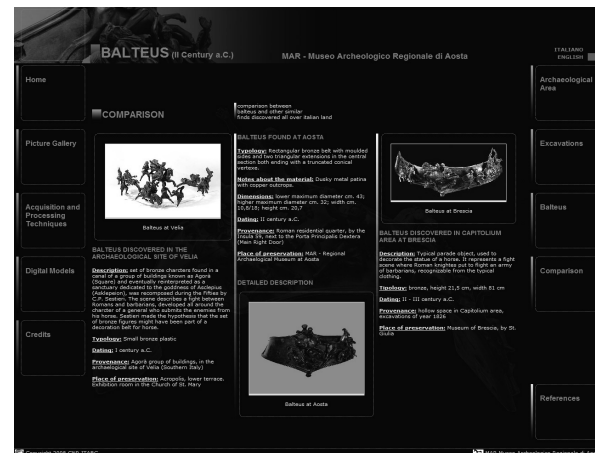 BALTEUS (II Century a.C.)
MAR - Museo Archeologico Regionale di Aosta
ITALIANO
ENGLISH
Home
Picture Gallery
Acquisition and
Processing
Techniques
Digital Models
Credits
COMPARISON
comparison between
balteus and other similar
finds discovered all over italian land
Balteus at Velia
BALTEUS DISCOVERED IN THE
ARCHAEOLOGICAL SITE OF VELIA
Description: set of bronze charcters found in a
canal of a group of buildings known as Agorà
(Square) and eventually reinterpreted as a
sanctuary dedicated to the goddess of Asclepius
(Asklepeion), was recomposed during the Fifties by
C.P. Sestieri. The scene describes a fight between
Romans and barbarians, developed all around the
charcter of a general who submits the enemies from
his horse. Sestieri made the hypothesis that the set
of bronze figures might have been part of a
decoration belt for horse.
Typology: Small bronze plastic
Dating: I century a.C.
Provenance: Agorà group of buildings, in the
archaelogical site of Velia (Southern Italy)
Place of preservation: Acropolis, lower terrace.
Exhibition room in the Church of St. Mary
BALTEUS FOUND AT AOSTA
Typology: Rectangular bronze belt with moulded
sides and two triangular extensions in the central
section both ending with a truncated conical
vertexe.
Notes about the material: Dusky metal patina
with copper outcrops.
Dimensions: lower maximum diameter cm. 43;
higher maximum diameter cm. 32; width cm.
10,8/18; height cm. 20,7
Dating: II century a.C.
Provenance: Roman residential quarter, by the
Insula 59, next to the Porta Principalis Dextera
(Main Right Door)
Place of preservation: MAR - Regional
Archaelogical Museum at Aosta
DETAILED DESCRIPTION
Balteus at Aosta
Balteus at Brescia
BALTEUS DISCOVERED IN CAPITOLIUM
AREA AT BRESCIA
Description: Typical parade object, used to
decorate the statue of a horse. It represents a fight
scene where Roman knightes put to fight an army
of barbarians, recognizable from the typical
clothing.
Tipology: bronze, height 21,5 cm, width 81 cm
Dating: II - III century a.C.
Provenance: hollow space in Capitolium area,
excavations of year 1826
Place of preservation: Museum of Brescia, by St.
Giulia
Archaeological
Area
Excavations
Balteus
Comparison
References